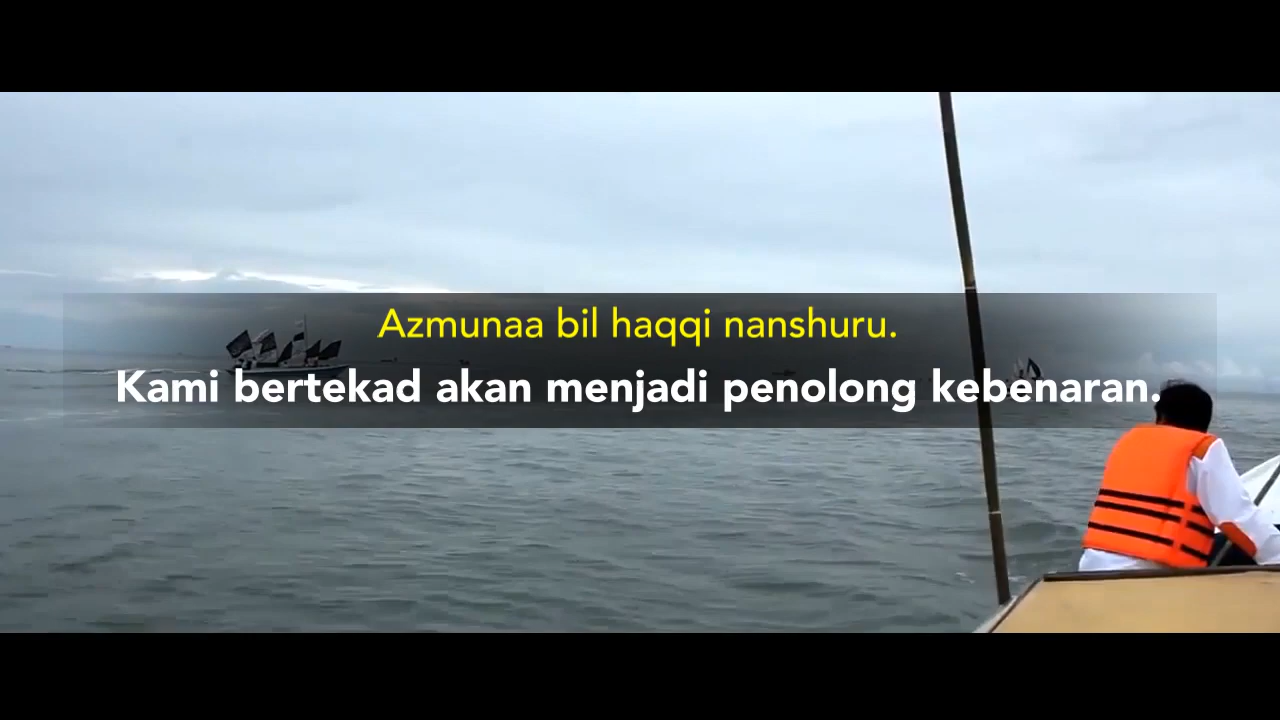 Azmunaa bil haqqi nanshuru.
Kami bertekad akan menjadi penolong kebenaran.